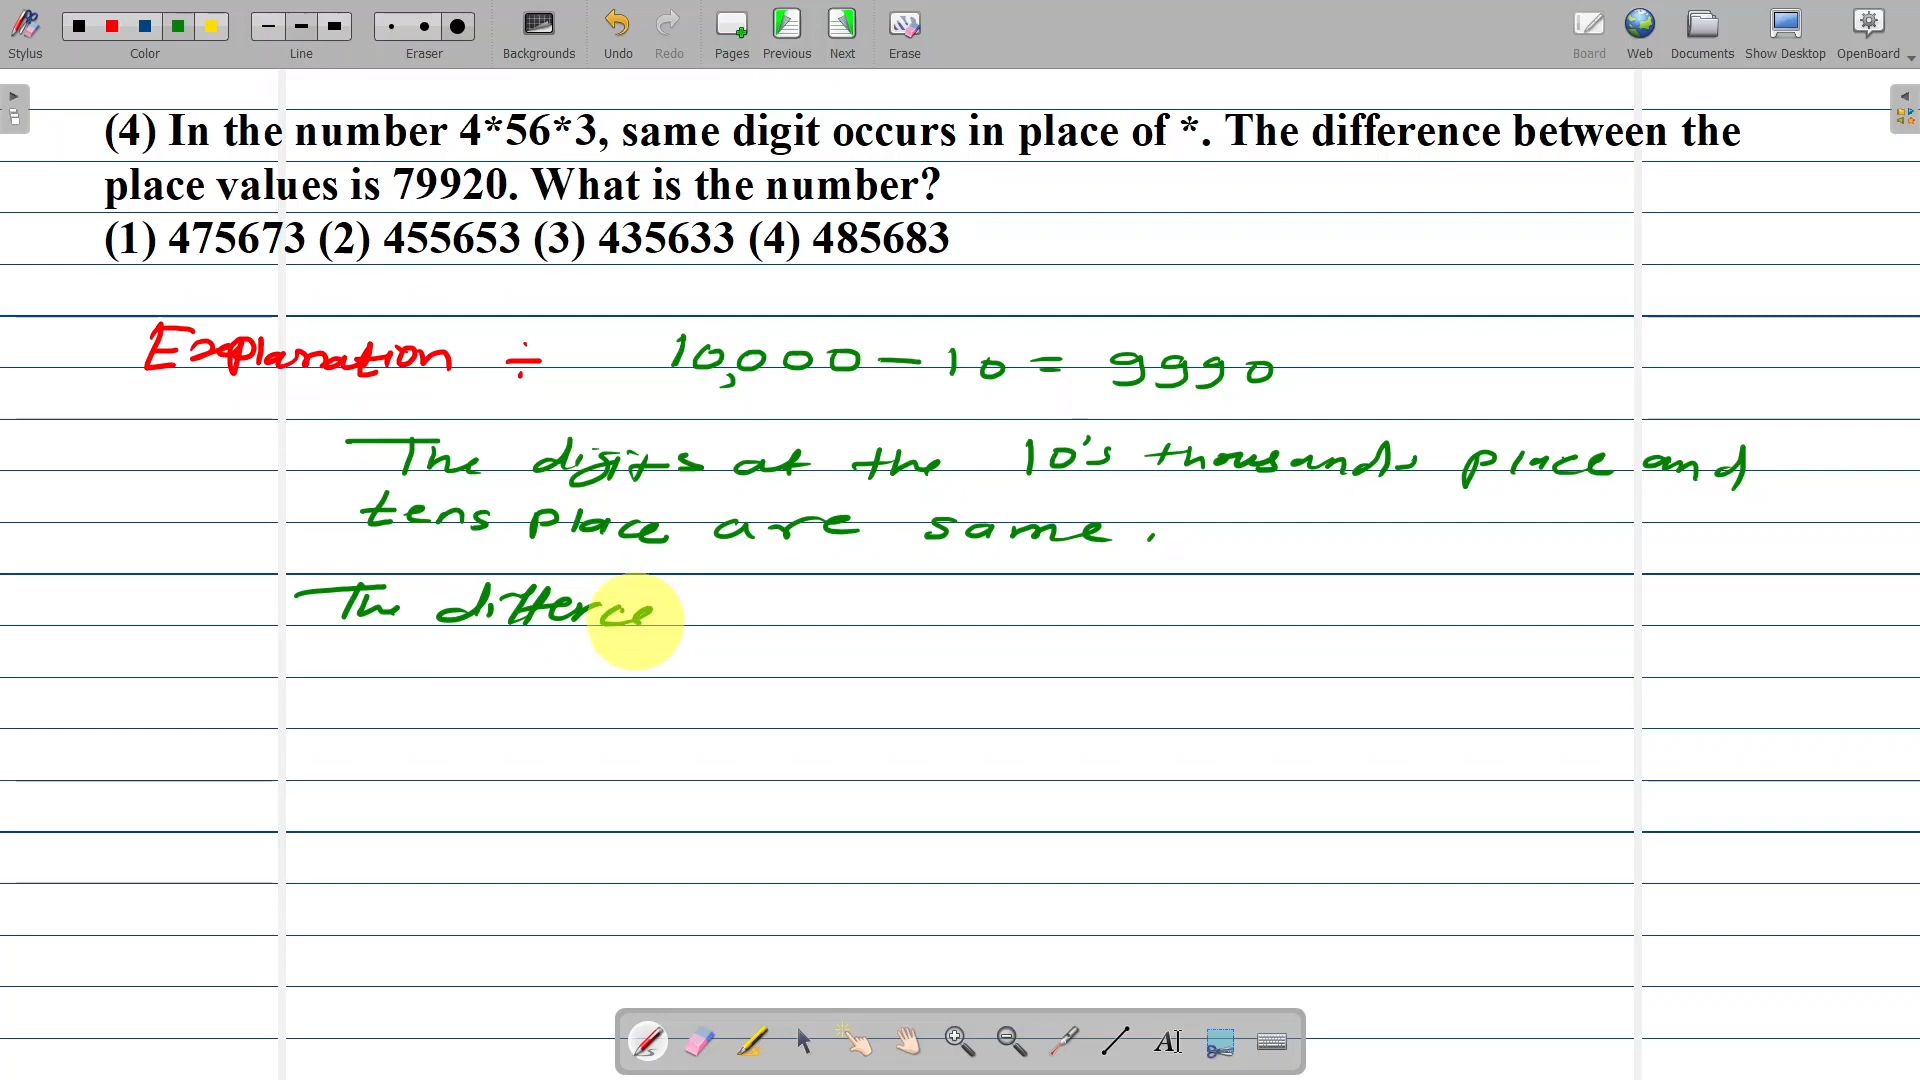 Stylus Color Line Eraser Backgrounds Undo Redo Pages Previous Next Erase Board Web Documents Show Desktop OpenBoard
(4) In the number 4*56*3, same digit occurs in place of *. The difference between the
place values is 79920. What is the number?
(1) 475673 (2) 455653 (3) 435633 (4) 485683
Explanation ÷ 10,000 - 10 = 9990
The digits at the 10's thousands place and
tens place are same.
The differce